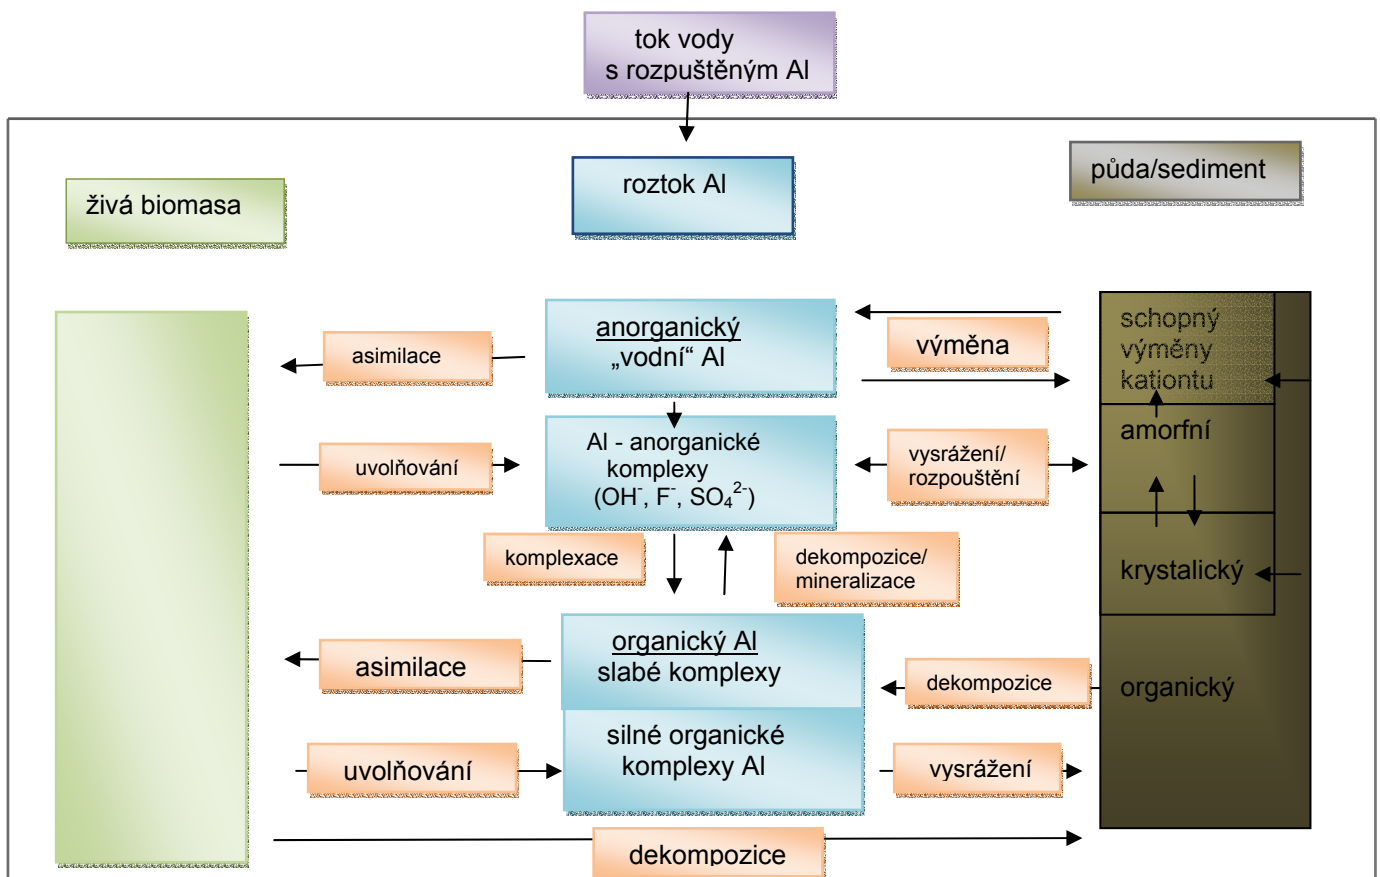 tok vody
s rozpuštěným Al
živá biomasa
roztok Al
půda/sediment
anorganický
„vodní“ Al
asimilace
výměna
schopný
výměny
kationtu
uvolňování
Al - anorganické
komplexy
(OH⁻, F⁻, SO₄²⁻)
vysrážení/
rozpouštění
amorfní
komplexace
dekompozice/
mineralizace
krystalický
asimilace
organický Al
slabé komplexy
dekompozice
organický
uvolňování
silné organické
komplexy Al
vysrážení
dekompozice